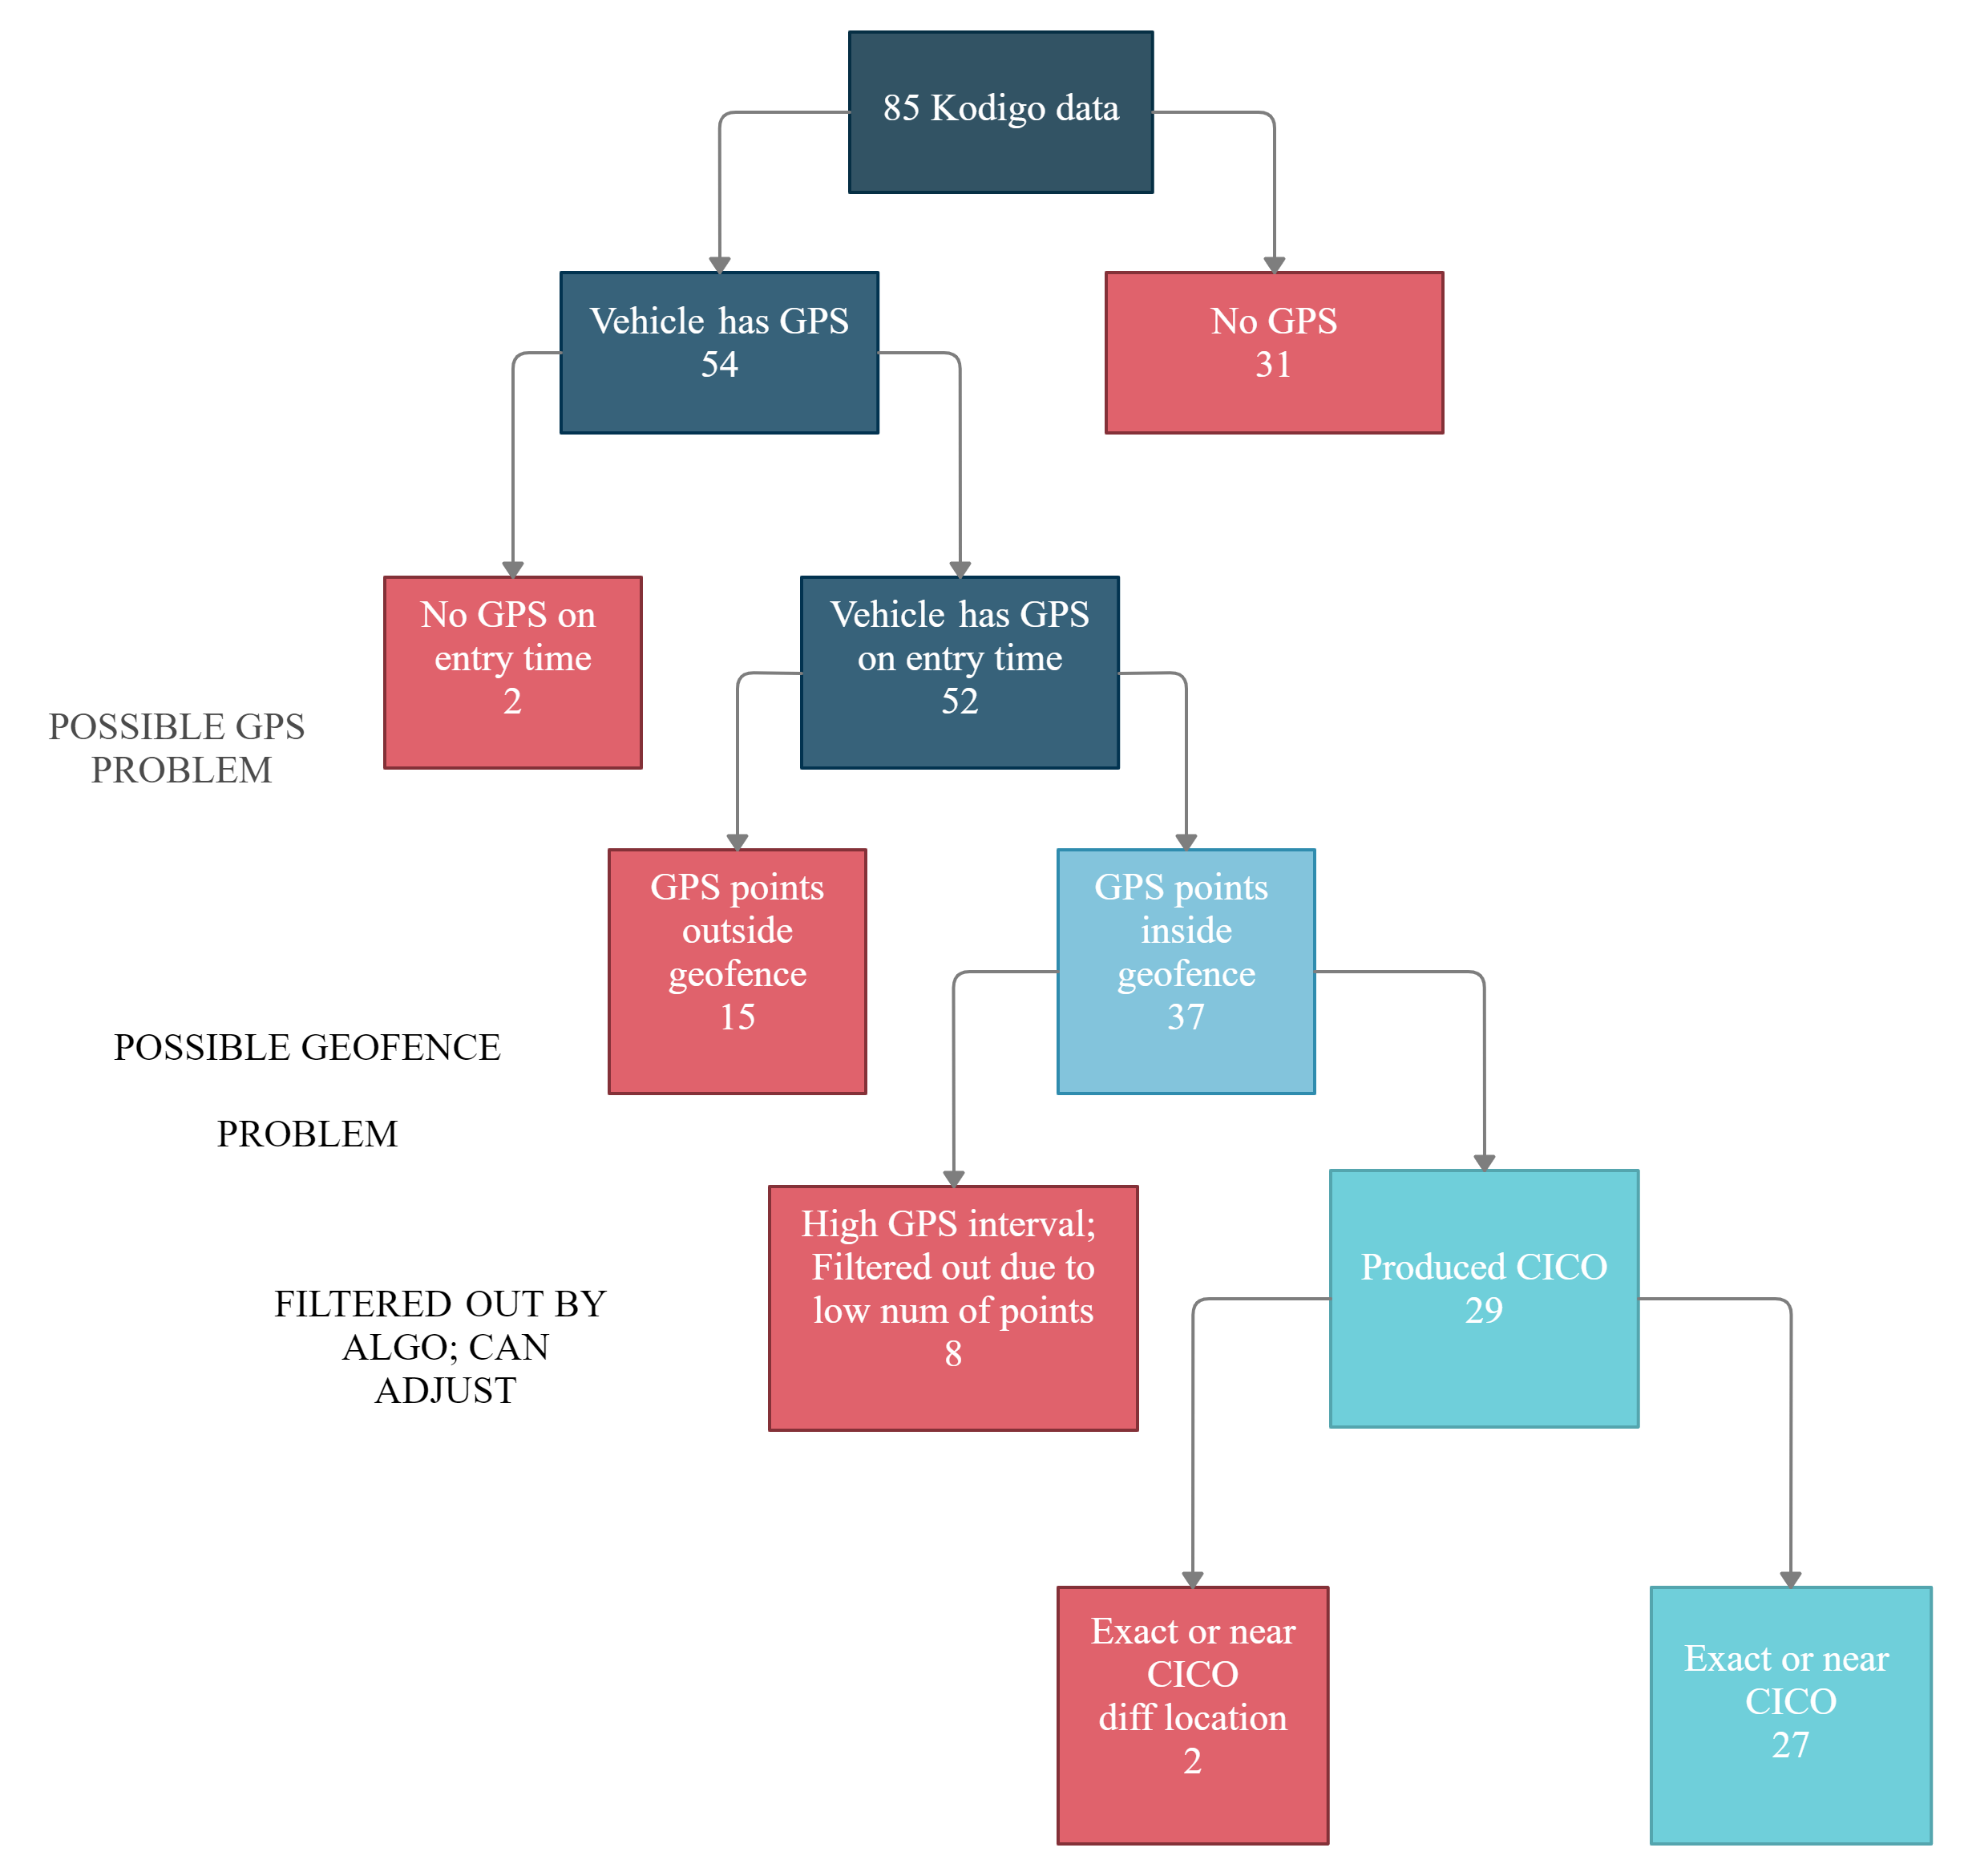 85 Kodigo data
Vehicle has GPS
54
No GPS
31
No GPS on
entry time
2
Vehicle has GPS
on entry time
52
POSSIBLE GPS
PROBLEM
GPS points
outside
geofence
15
GPS points
inside
geofence
37
POSSIBLE GEOFENCE
PROBLEM
High GPS interval;
Filtered out due to
low num of points
8
Produced CICO
29
FILTERED OUT BY
ALGO; CAN
ADJUST
Exact or near
CICO
diff location
2
Exact or near
CICO
27